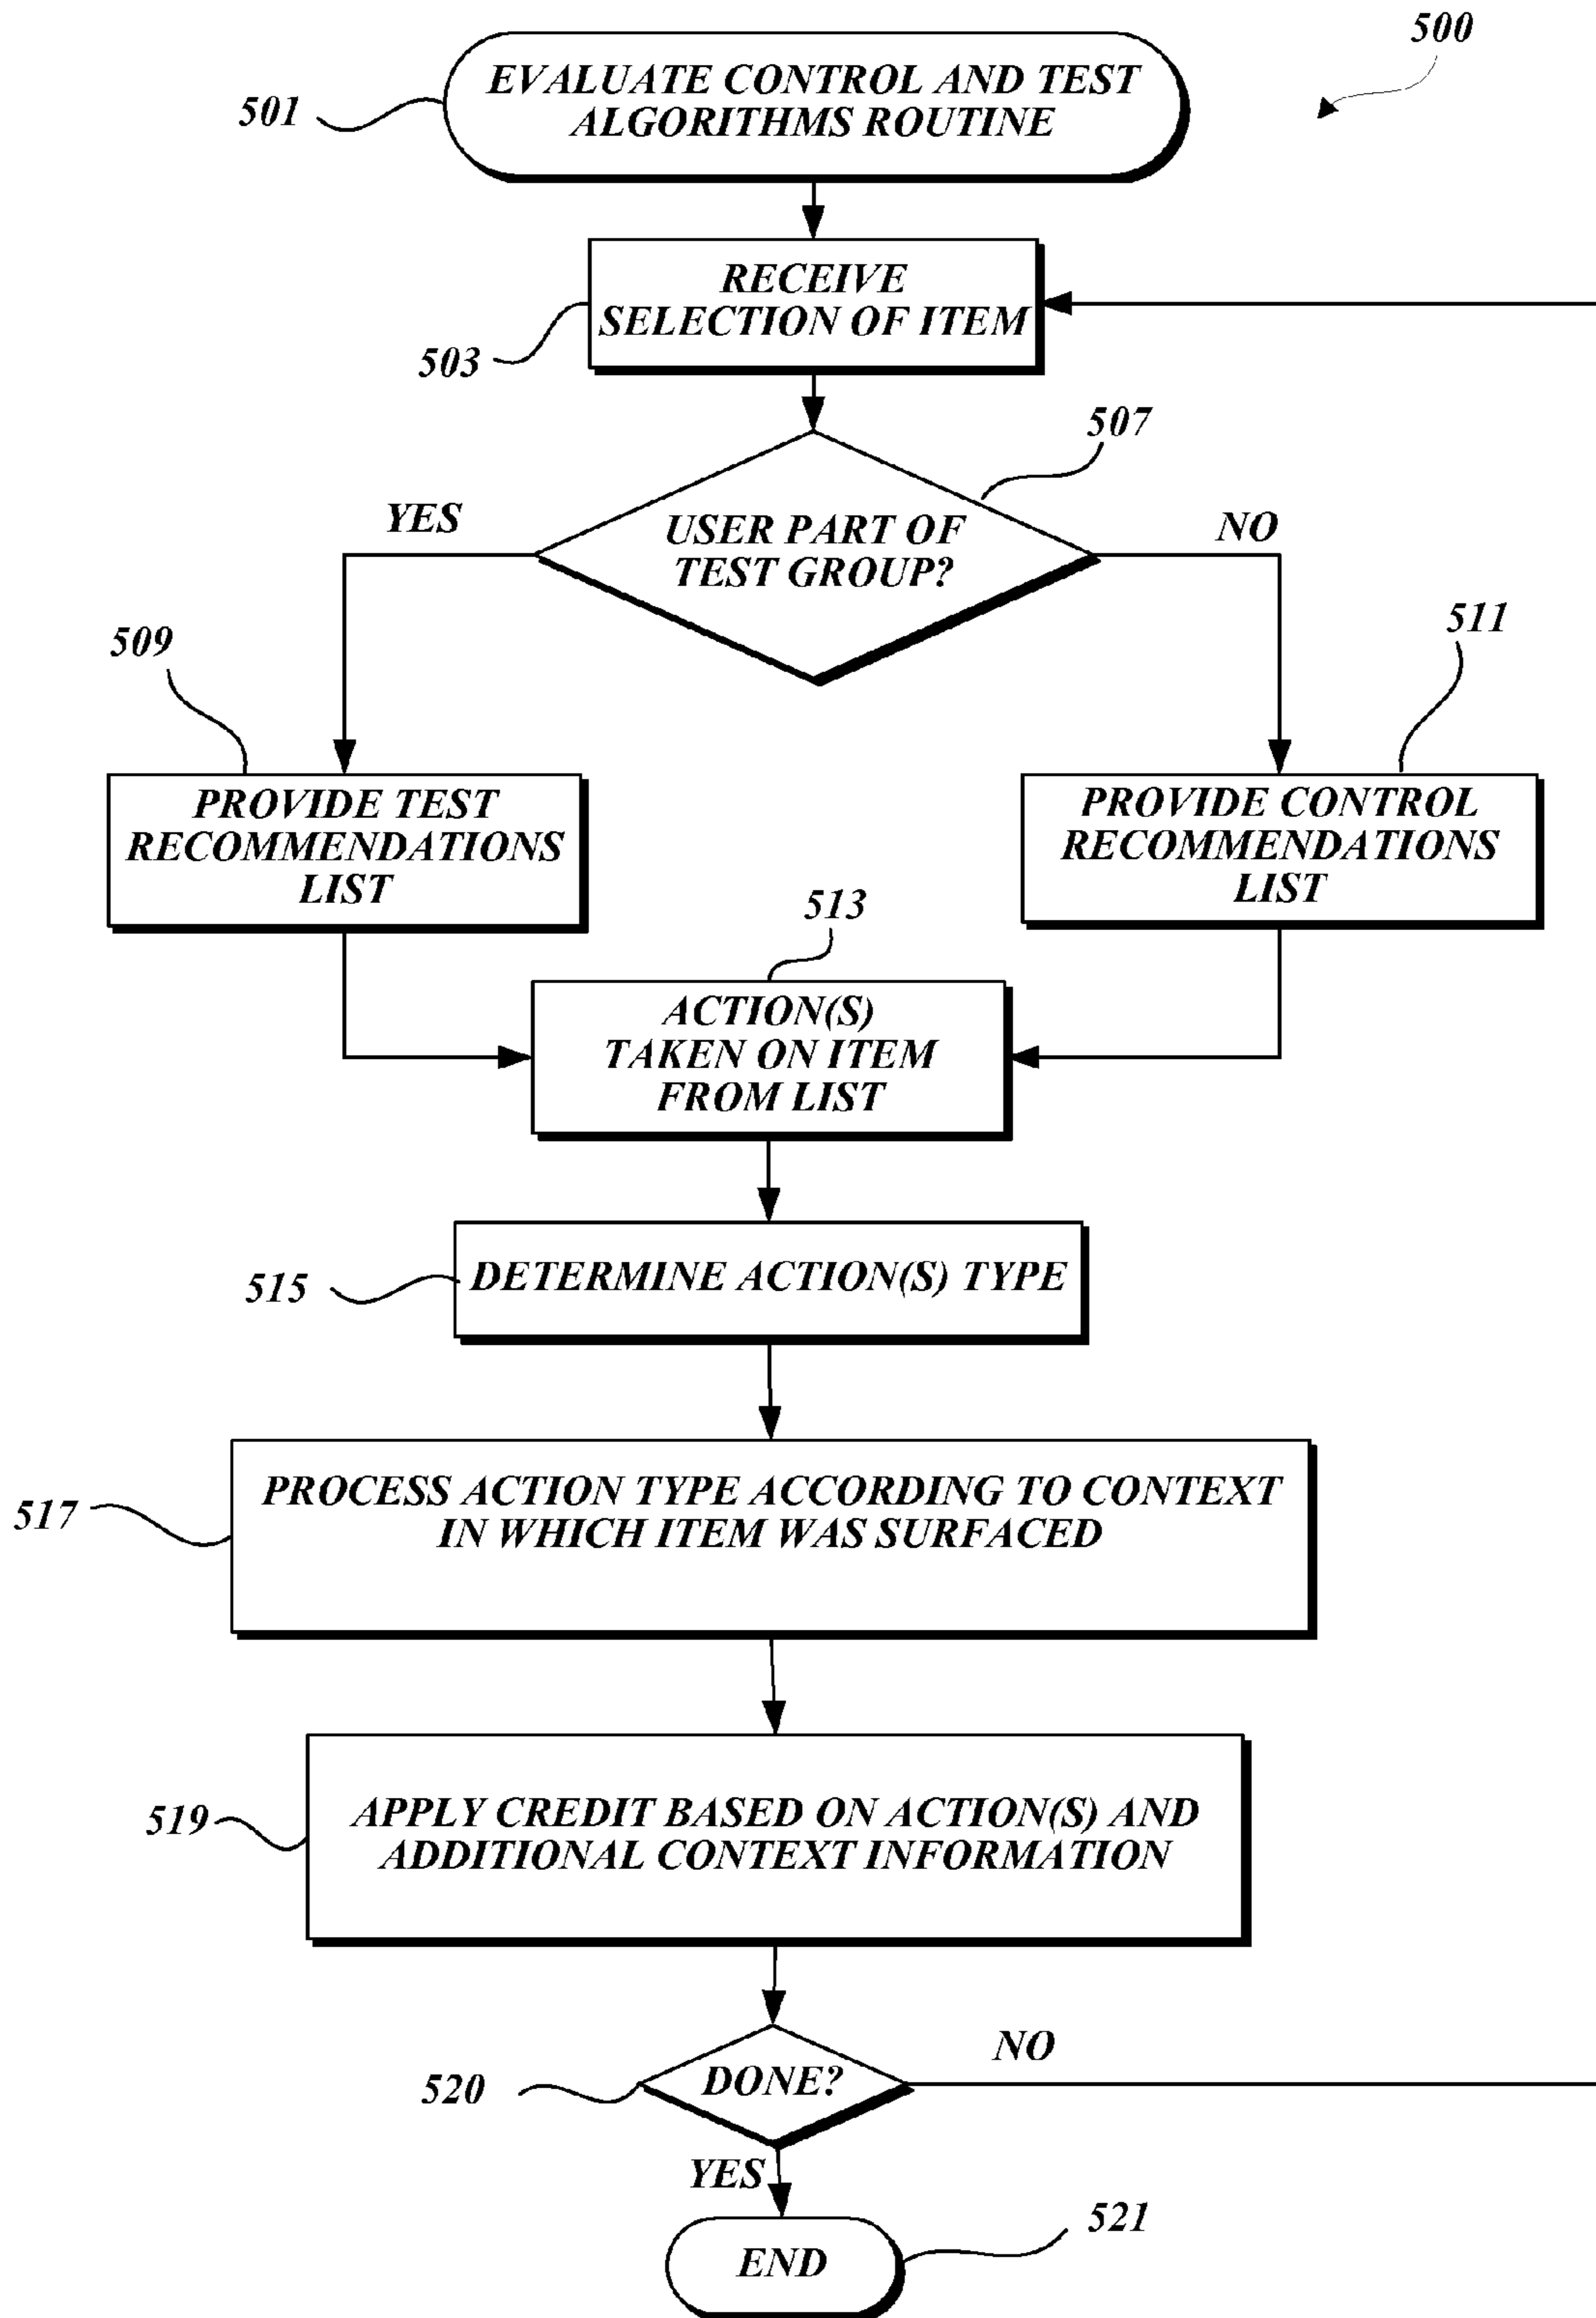 500
EVALUATE CONTROL AND TEST
ALGORITHMS ROUTINE
501
RECEIVE
SELECTION OF ITEM
503
507
YES
USER PART OF
TEST GROUP?
NO
509
511
PROVIDE TEST
RECOMMENDATIONS
LIST
PROVIDE CONTROL
RECOMMENDATIONS
LIST
513
ACTION(S)
TAKEN ON ITEM
FROM LIST
515
DETERMINE ACTION(S) TYPE
517
PROCESS ACTION TYPE ACCORDING TO CONTEXT
IN WHICH ITEM WAS SURFACED
519
APPLY CREDIT BASED ON ACTION(S) AND
ADDITIONAL CONTEXT INFORMATION
NO
520
DONE?
YES
521
END